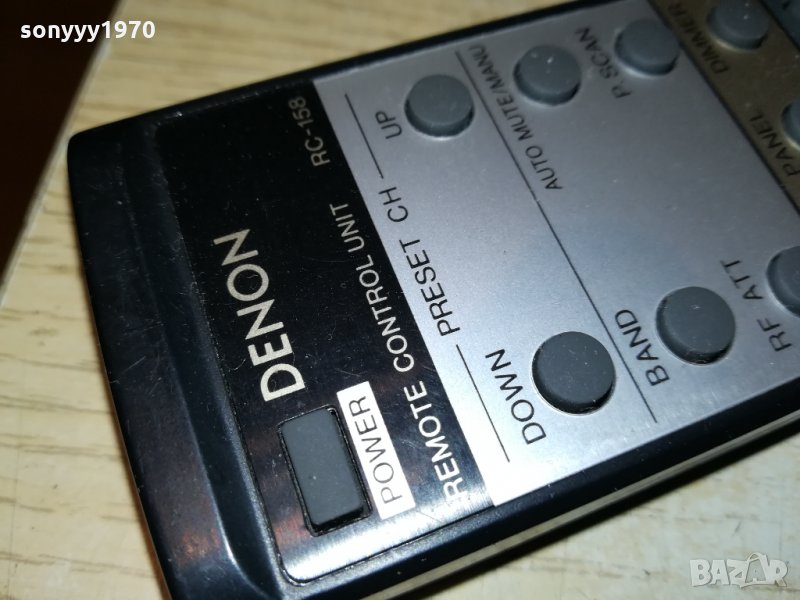 sonyyy1970
DENON
RC-158
REMOTE CONTROL UNIT
POWER
PRESET CH
DOWN
UP
AUTO MUTE/MANU
P.SCAN
BAND
RF ATT
PANEL
DIMMER
BAZAR